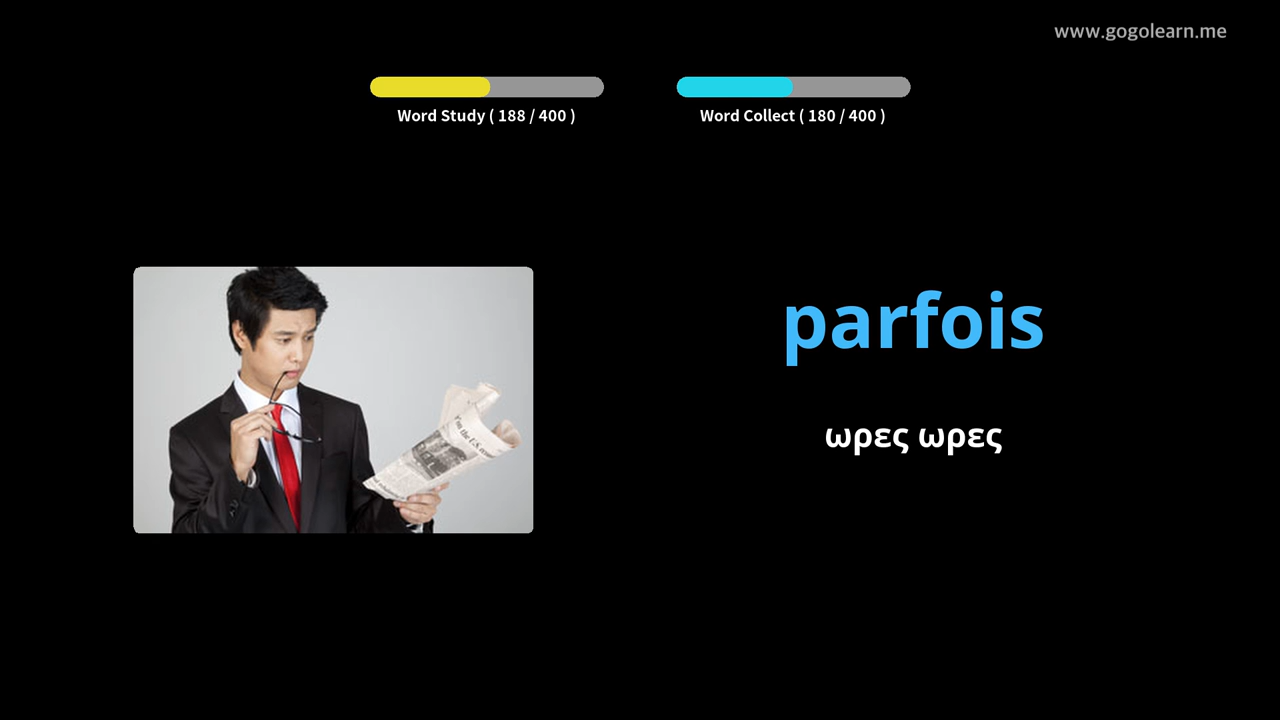 www.gogolearn.me
Word Study ( 188 / 400 )
Word Collect ( 180 / 400 )
parfois
ωρες ωρες